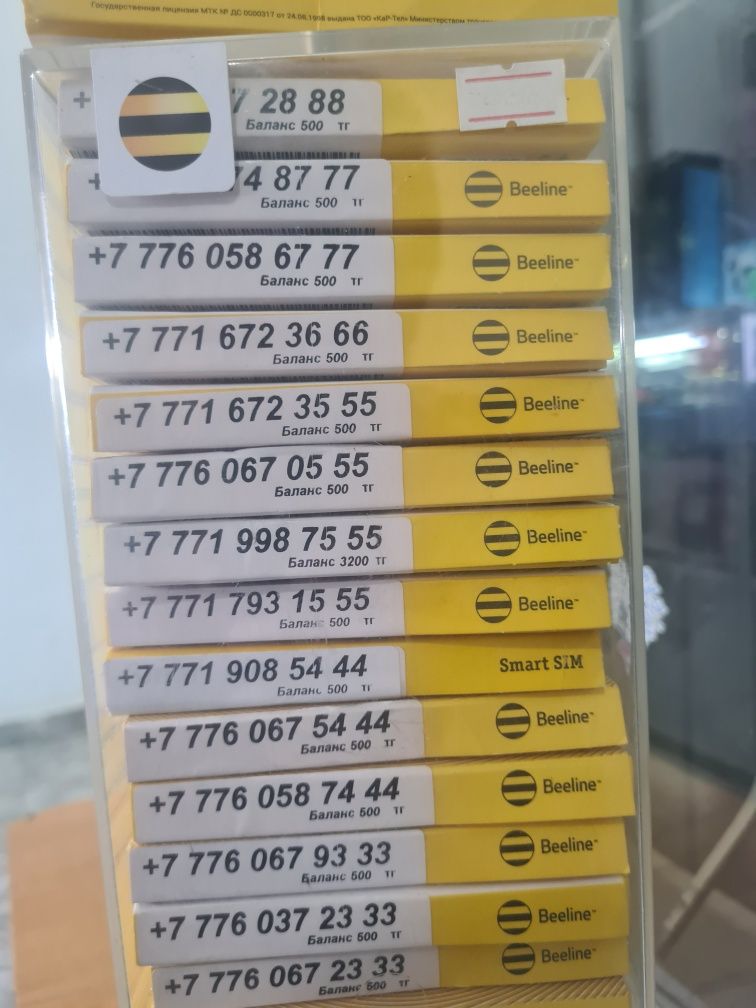 Государственная лицензия МТК № ДС 0000317 от 24.08.1998 выдана ТОО «КаР-Тел» Министерством
+ 7 28 88
Баланс 500 тг
+ 74 87 77
Баланс 500 тг
Beeline
+7 776 058 67 77
Баланс 500 тг
Beeline
+7 771 672 36 66
Баланс 500 тг
Beeline
+7 771 672 35 55
Баланс 500 тг
Beeline
+7 776 067 05 55
Баланс 500 тг
Beeline
+7 771 998 75 55
Баланс 3200 тг
Beeline
+7 771 793 15 55
Баланс 500 тг
Beeline
+7 771 908 54 44
Баланс 500 тг
Smart SIM
+7 776 067 54 44
Баланс 500 тг
Beeline
+7 776 058 74 44
Баланс 500 тг
Beeline
+7 776 067 93 33
Баланс 500 тг
Beeline
+7 776 037 23 33
Баланс 500 тг
Beeline
+7 776 067 23 33
Баланс 500 тг
Beeline